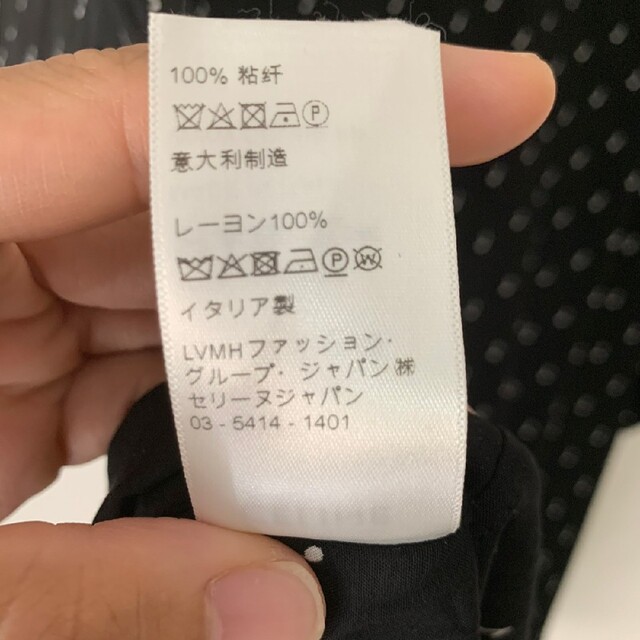 100% 粘纤
P
意大利制造
レーヨン100%
P W
イタリア製
LVMHファッション・
グループ・ジャパン㈱
セリーヌジャパン
03 - 5414 - 1401